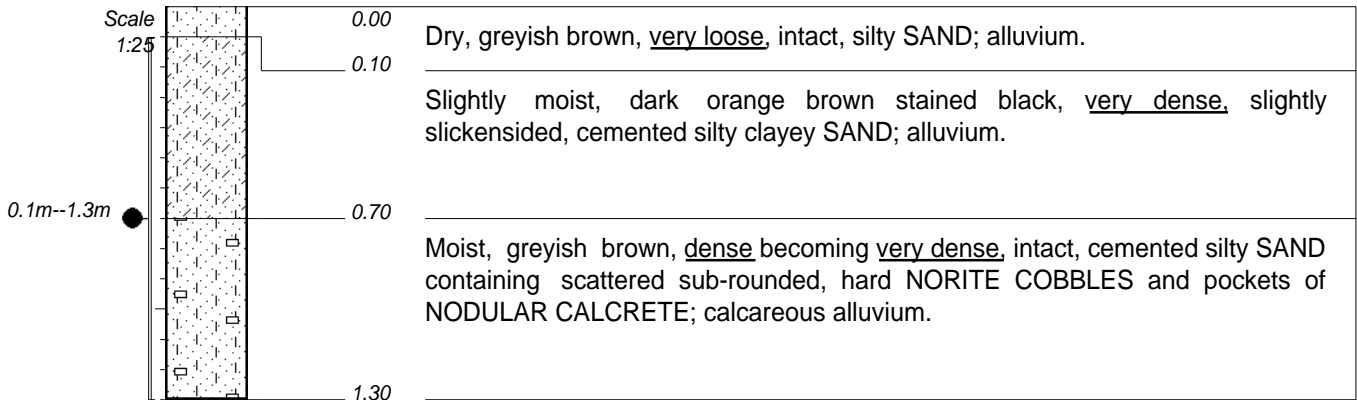 Scale
1:25
0.00
Dry, greyish brown, very loose, intact, silty SAND; alluvium.
0.10
Slightly moist, dark orange brown stained black, very dense, slightly
slickensided, cemented silty clayey SAND; alluvium.
0.1m--1.3m
0.70
Moist, greyish brown, dense becoming very dense, intact, cemented silty SAND
containing scattered sub-rounded, hard NORITE COBBLES and pockets of
NODULAR CALCRETE; calcareous alluvium.
1.30